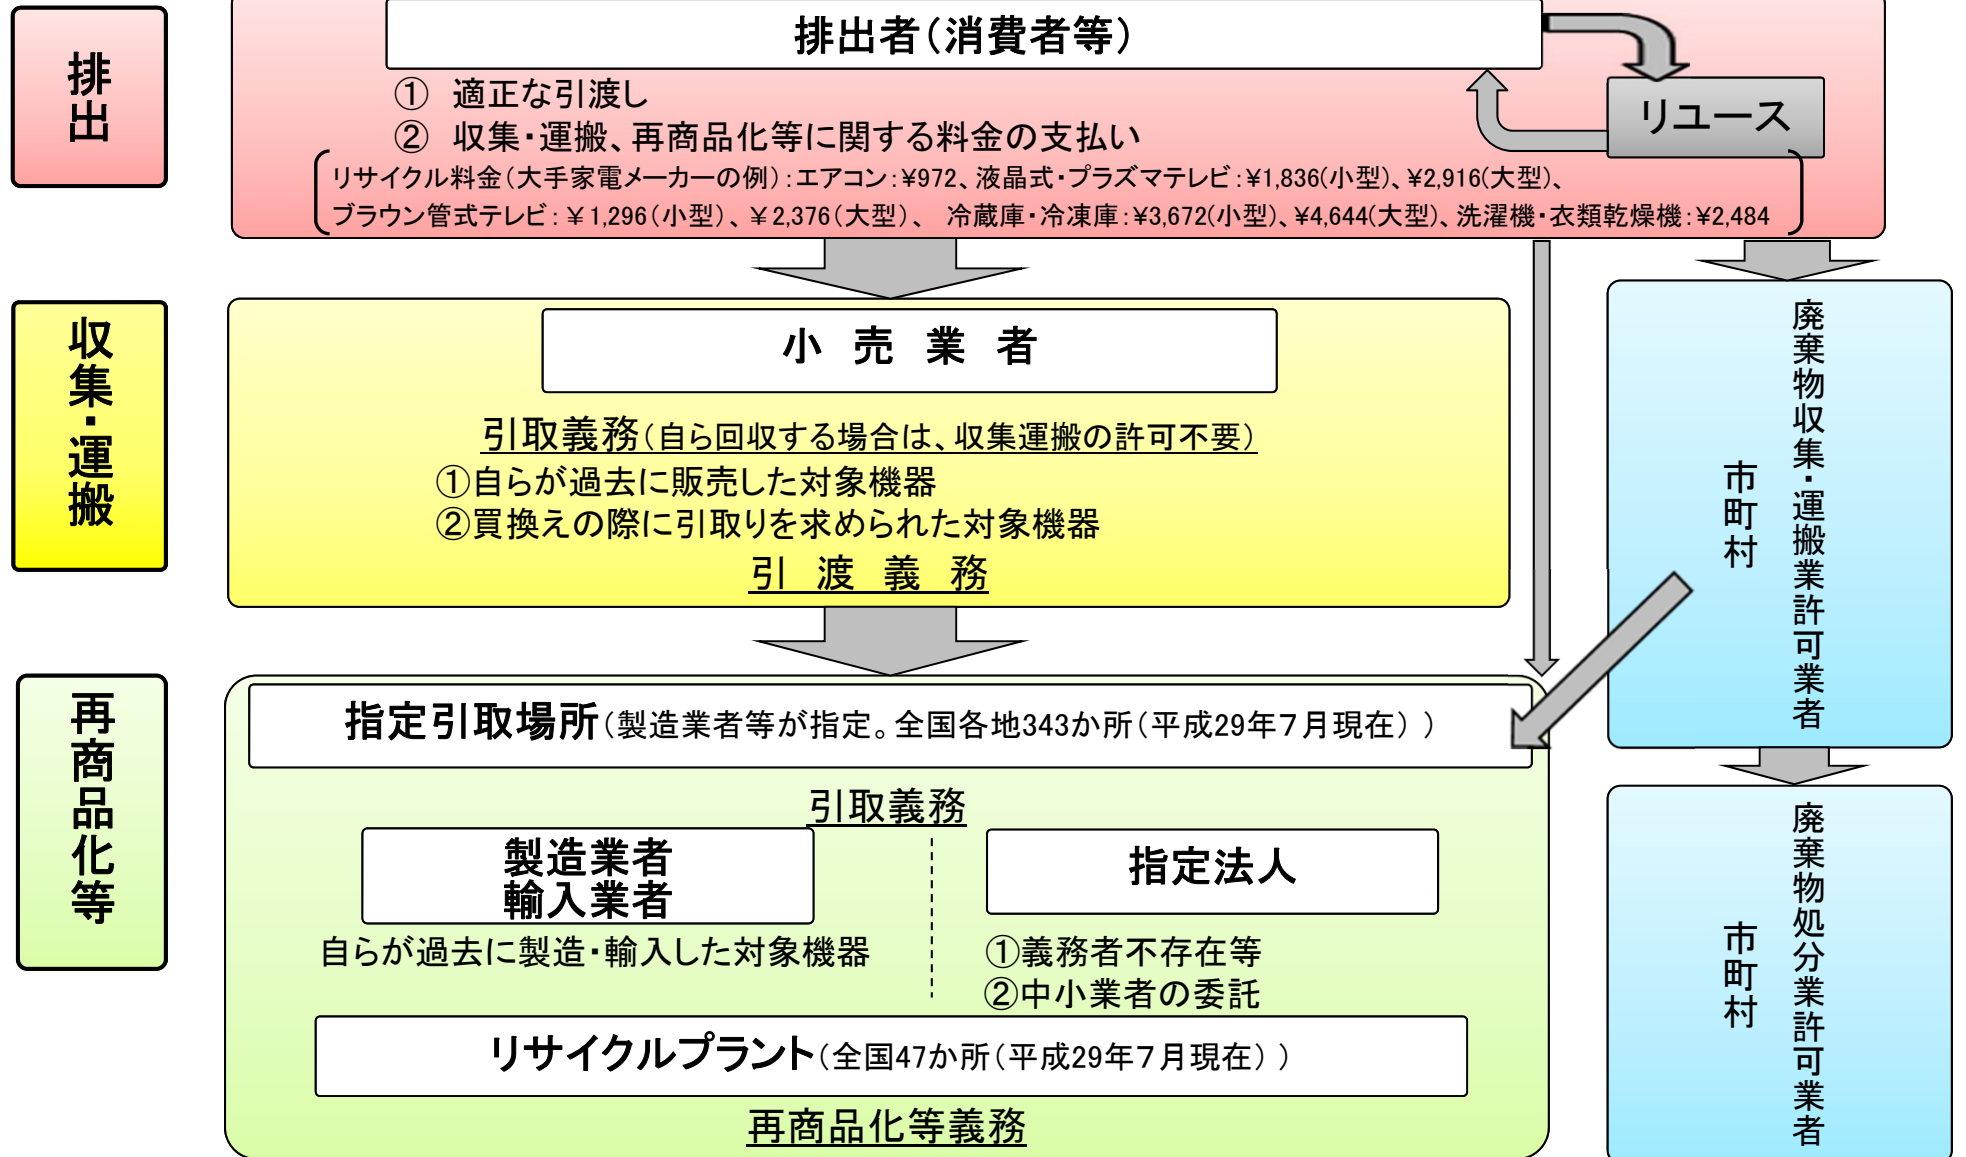 排出
排出者（消費者等）
① 適正な引渡し
② 収集・運搬、再商品化等に関する料金の支払い
リユース
リサイクル料金（大手家電メーカーの例）：エアコン：¥972、液晶式・プラズマテレビ：¥1,836(小型)、¥2,916(大型)、
ブラウン管式テレビ：￥1,296（小型）、￥2,376（大型）、 冷蔵庫・冷凍庫：¥3,672(小型)、¥4,644(大型)、洗濯機・衣類乾燥機：¥2,484
収集・運搬
小 売 業 者
引取義務（自ら回収する場合は、収集運搬の許可不要）
①自らが過去に販売した対象機器
②買換えの際に引取りを求められた対象機器
引 渡 義 務
廃棄物収集・運搬業許可業者
市町村
再商品化等
指定引取場所（製造業者等が指定。全国各地343か所（平成29年７月現在））
引取義務
製造業者
輸入業者
自らが過去に製造・輸入した対象機器
指定法人
①義務者不存在等
②中小業者の委託
リサイクルプラント（全国47か所（平成29年７月現在））
再商品化等義務
廃棄物処分業許可業者
市町村